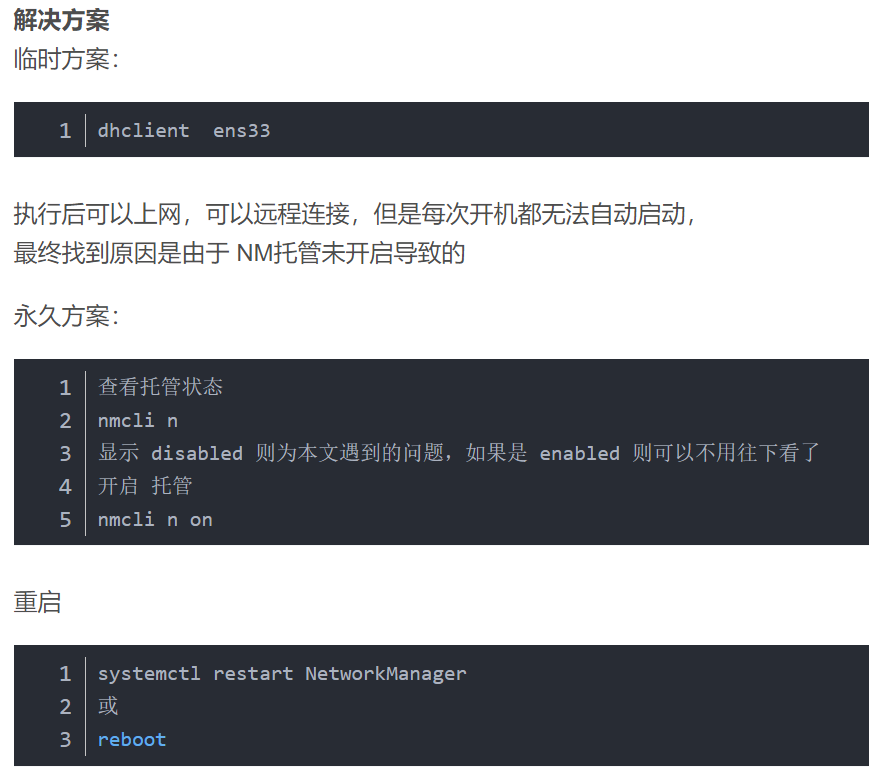 解决方案
临时方案：
1 dhclient  ens33
执行后可以上网，可以远程连接，但是每次开机都无法自动启动，
最终找到原因是由于 NM托管未开启导致的
永久方案：
1 查看托管状态
2 nmcli n
3 显示 disabled 则为本文遇到的问题，如果是 enabled 则可以不用往下看了
4 开启 托管
5 nmcli n on
重启
1 systemctl restart NetworkManager
2 或
3 reboot